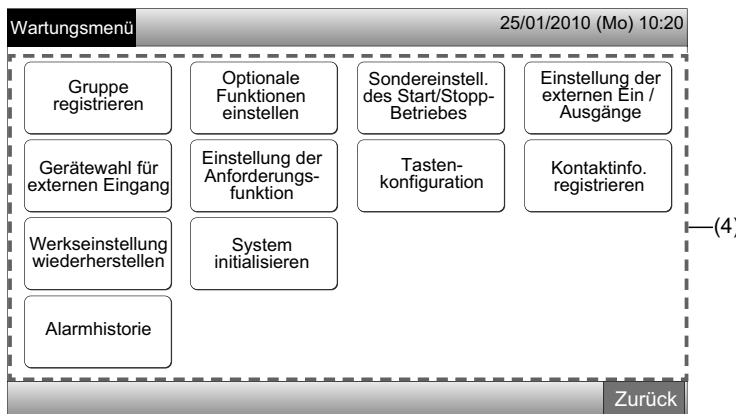 Wartungsmenü
25/01/2010 (Mo) 10:20
Gruppe
registrieren
Optionale
Funktionen
einstellen
Sondereinstell.
des Start/Stopp-
Betriebes
Einstellung der
externen Ein /
Ausgänge
Gerätewahl für
externen Eingang
Einstellung der
Anforderungs-
funktion
Tasten-
konfiguration
Kontaktinfo.
registrieren
(4)
Werkseinstellung
wiederherstellen
System
initialisieren
Alarmhistorie
Zurück